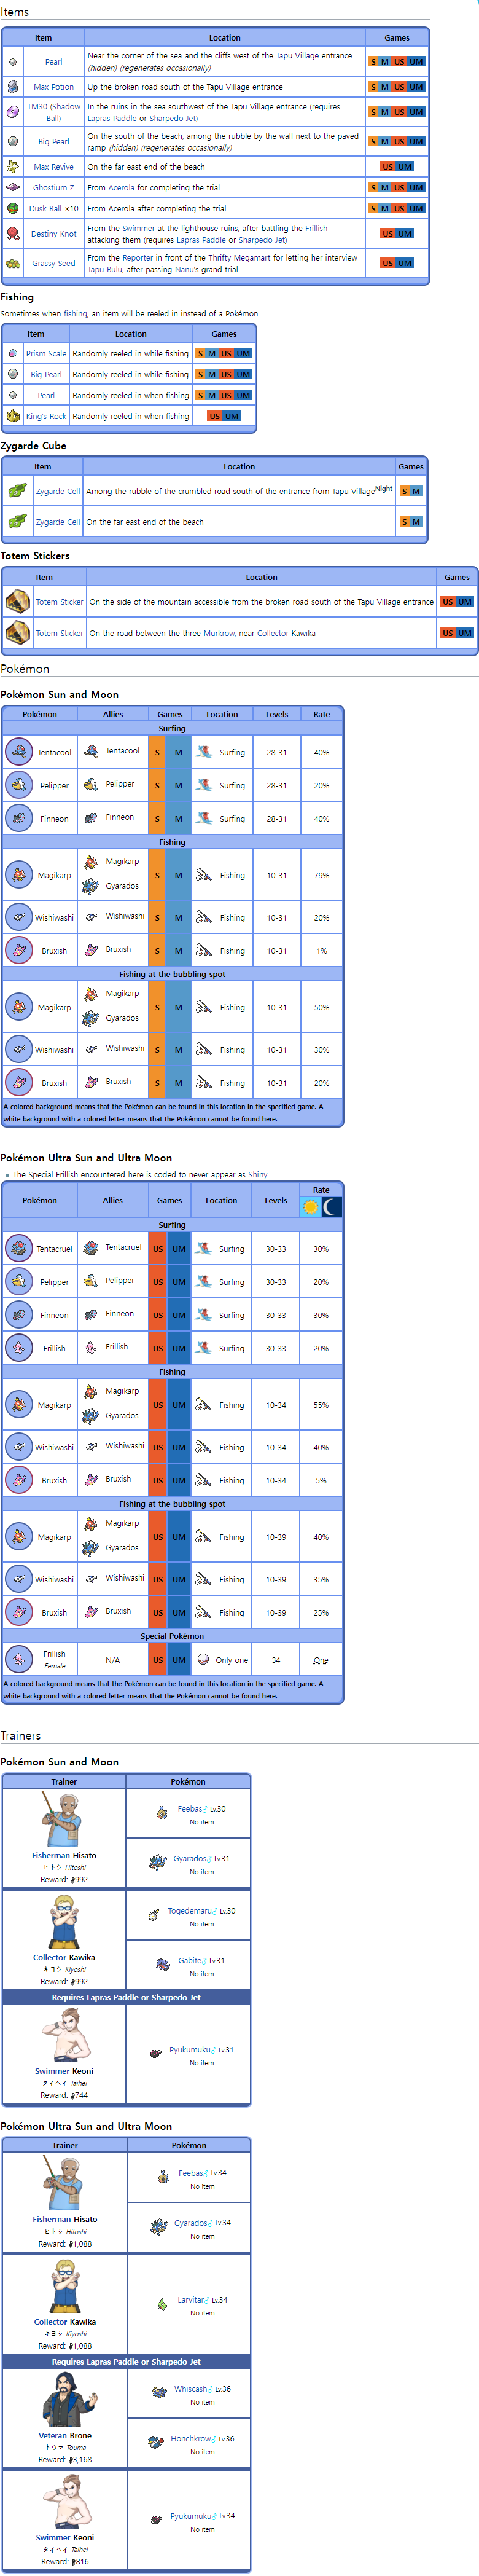 Items
Item Location Games
Pearl Near the corner of the sea and the cliffs west of the Tapu Village entrance S M US UM
(hidden) (regenerates occasionally)
Max Potion Up the broken road south of the Tapu Village entrance S M US UM
TM30 (Shadow In the ruins in the sea southwest of the Tapu Village entrance (requires S M US UM
Ball) Lapras Paddle or Sharpedo Jet)
Big Pearl On the south of the beach, among the rubble by the wall next to the paved S M US UM
ramp (hidden) (regenerates occasionally)
Max Revive On the far east end of the beach US UM
Ghostium Z From Acerola for completing the trial S M US UM
Dusk Ball ×10 From Acerola after completing the trial S M US UM
Destiny Knot From the Swimmer at the lighthouse ruins, after battling the Frillish US UM
attacking them (requires Lapras Paddle or Sharpedo Jet)
Grassy Seed From the Reporter in front of the Thrifty Megamart for letting her interview US UM
Tapu Bulu, after passing Nanu's grand trial
Fishing
Sometimes when fishing, an item will be reeled in instead of a Pokémon.
Item Location Games
Prism Scale Randomly reeled in while fishing S M US UM
Big Pearl Randomly reeled in while fishing S M US UM
Pearl Randomly reeled in when fishing S M US UM
King's Rock Randomly reeled in when fishing US UM
Zygarde Cube
Item Location Games
Zygarde Cell Among the rubble of the crumbled road south of the entrance from Tapu Village Night S M
Zygarde Cell On the far east end of the beach S M
Totem Stickers
Item Location Games
Totem Sticker On the side of the mountain accessible from the broken road south of the Tapu Village entrance US UM
Totem Sticker On the road between the three Murkrow, near Collector Kawika US UM
Pokémon
Pokémon Sun and Moon
Pokémon Allies Games Location Levels Rate
Surfing
Tentacool Tentacool S M Surfing 28-31 40%
Pelipper Pelipper S M Surfing 28-31 20%
Finneon Finneon S M Surfing 28-31 40%
Fishing
Magikarp Magikarp Gyarados S M Fishing 10-31 79%
Wishiwashi Wishiwashi S M Fishing 10-31 20%
Bruxish Bruxish S M Fishing 10-31 1%
Fishing at the bubbling spot
Magikarp Magikarp Gyarados S M Fishing 10-31 50%
Wishiwashi Wishiwashi S M Fishing 10-31 30%
Bruxish Bruxish S M Fishing 10-31 20%
A colored background means that the Pokémon can be found in this location in the specified game. A
white background with a colored letter means that the Pokémon cannot be found here.
Pokémon Ultra Sun and Ultra Moon
The Special Frillish encountered here is coded to never appear as Shiny.
Pokémon Allies Games Location Levels Rate
Surfing
Tentacruel Tentacruel US UM Surfing 30-33 30%
Pelipper Pelipper US UM Surfing 30-33 20%
Finneon Finneon US UM Surfing 30-33 30%
Frillish Frillish US UM Surfing 30-33 20%
Fishing
Magikarp Magikarp Gyarados US UM Fishing 10-34 55%
Wishiwashi Wishiwashi US UM Fishing 10-34 40%
Bruxish Bruxish US UM Fishing 10-34 5%
Fishing at the bubbling spot
Magikarp Magikarp Gyarados US UM Fishing 10-39 40%
Wishiwashi Wishiwashi US UM Fishing 10-39 35%
Bruxish Bruxish US UM Fishing 10-39 25%
Special Pokémon
Frillish Female N/A US UM Only one 34 One
A colored background means that the Pokémon can be found in this location in the specified game. A
white background with a colored letter means that the Pokémon cannot be found here.
Trainers
Pokémon Sun and Moon
Trainer Pokémon
Feebas♂ Lv.30
No item
Fisherman Hisato
ヒトシ Hitoshi
Reward: 992
Gyarados♂ Lv.31
No item
Togedemaru♂ Lv.30
No item
Collector Kawika
キヨシ Kiyoshi
Reward: 992
Gabite♂ Lv.31
No item
Requires Lapras Paddle or Sharpedo Jet
Swimmer Keoni
タイヘイ Taihei
Reward: 744
Pyukumuku♂ Lv.31
No item
Pokémon Ultra Sun and Ultra Moon
Trainer Pokémon
Feebas♂ Lv.34
No item
Fisherman Hisato
ヒトシ Hitoshi
Reward: 1,088
Gyarados♂ Lv.34
No item
Collector Kawika
キヨシ Kiyoshi
Reward: 1,088
Larvitar♂ Lv.34
No item
Requires Lapras Paddle or Sharpedo Jet
Whiscash♂ Lv.36
No item
Veteran Brone
トウマ Touma
Reward: 3,168
Honchkrow♂ Lv.36
No item
Swimmer Keoni
タイヘイ Taihei
Reward: 816
Pyukumuku♂ Lv.34
No item